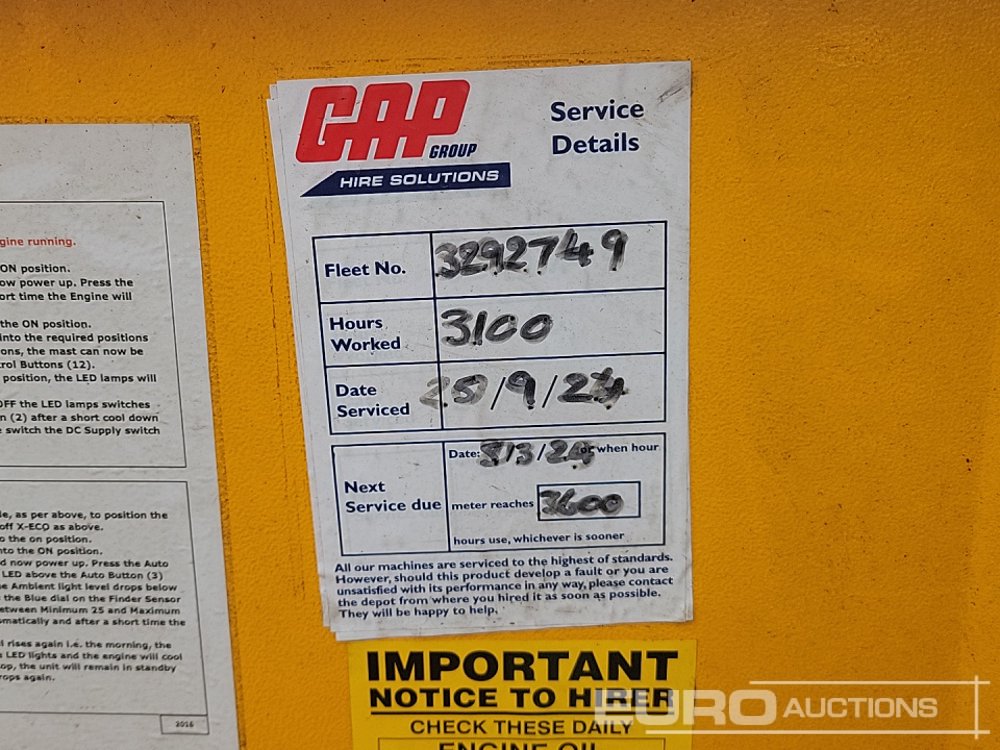 GAP
GROUP
HIRE SOLUTIONS
Service
Details
Fleet No. 3292749
Hours
Worked 3100
Date
Serviced 25/9/24
Next
Service due
Date: 3/24 or when hour
meter reaches 3600
hours use, whichever is sooner
All our machines are serviced to the highest of standards.
However, should this product develop a fault or you are
unsatisfied with its performance in any way, please contact
the depot from where you hired it as soon as possible.
They will be happy to help.
IMPORTANT
NOTICE TO HIRER
CHECK THESE DAILY
ENGINE OIL
gine running.
ON position.
ow power up. Press the
ort time the Engine will
the ON position.
into the required positions
ons, the mast can now be
trol Buttons (12).
position, the LED lamps will
OFF the LED lamps switches
n (2) after a short cool down
switch the DC Supply switch
le, as per above, to position the
off X-ECO as above.
o the on position.
nto the ON position.
d now power up. Press the Auto
LED above the Auto Button (3)
e Ambient light level drops below
the Blue dial on the Finder Sensor
etween Minimum 25 and Maximum
omatically and after a short time the
l rises again i.e. the morning, the
LED lights and the engine will cool
op, the unit will remain in standby
rops again.
2016
EURO AUCTIONS